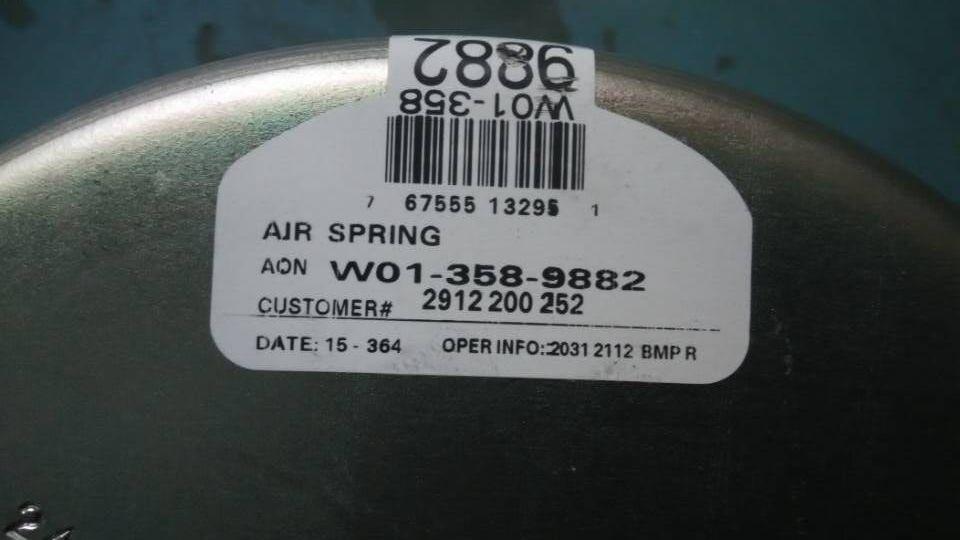 9882
W01-358
7 67555 13295 1
AIR SPRING
AON W01-358-9882
CUSTOMER# 2912 200 252
DATE: 15 - 364 OPER INFO: 2031 2112 BMP R